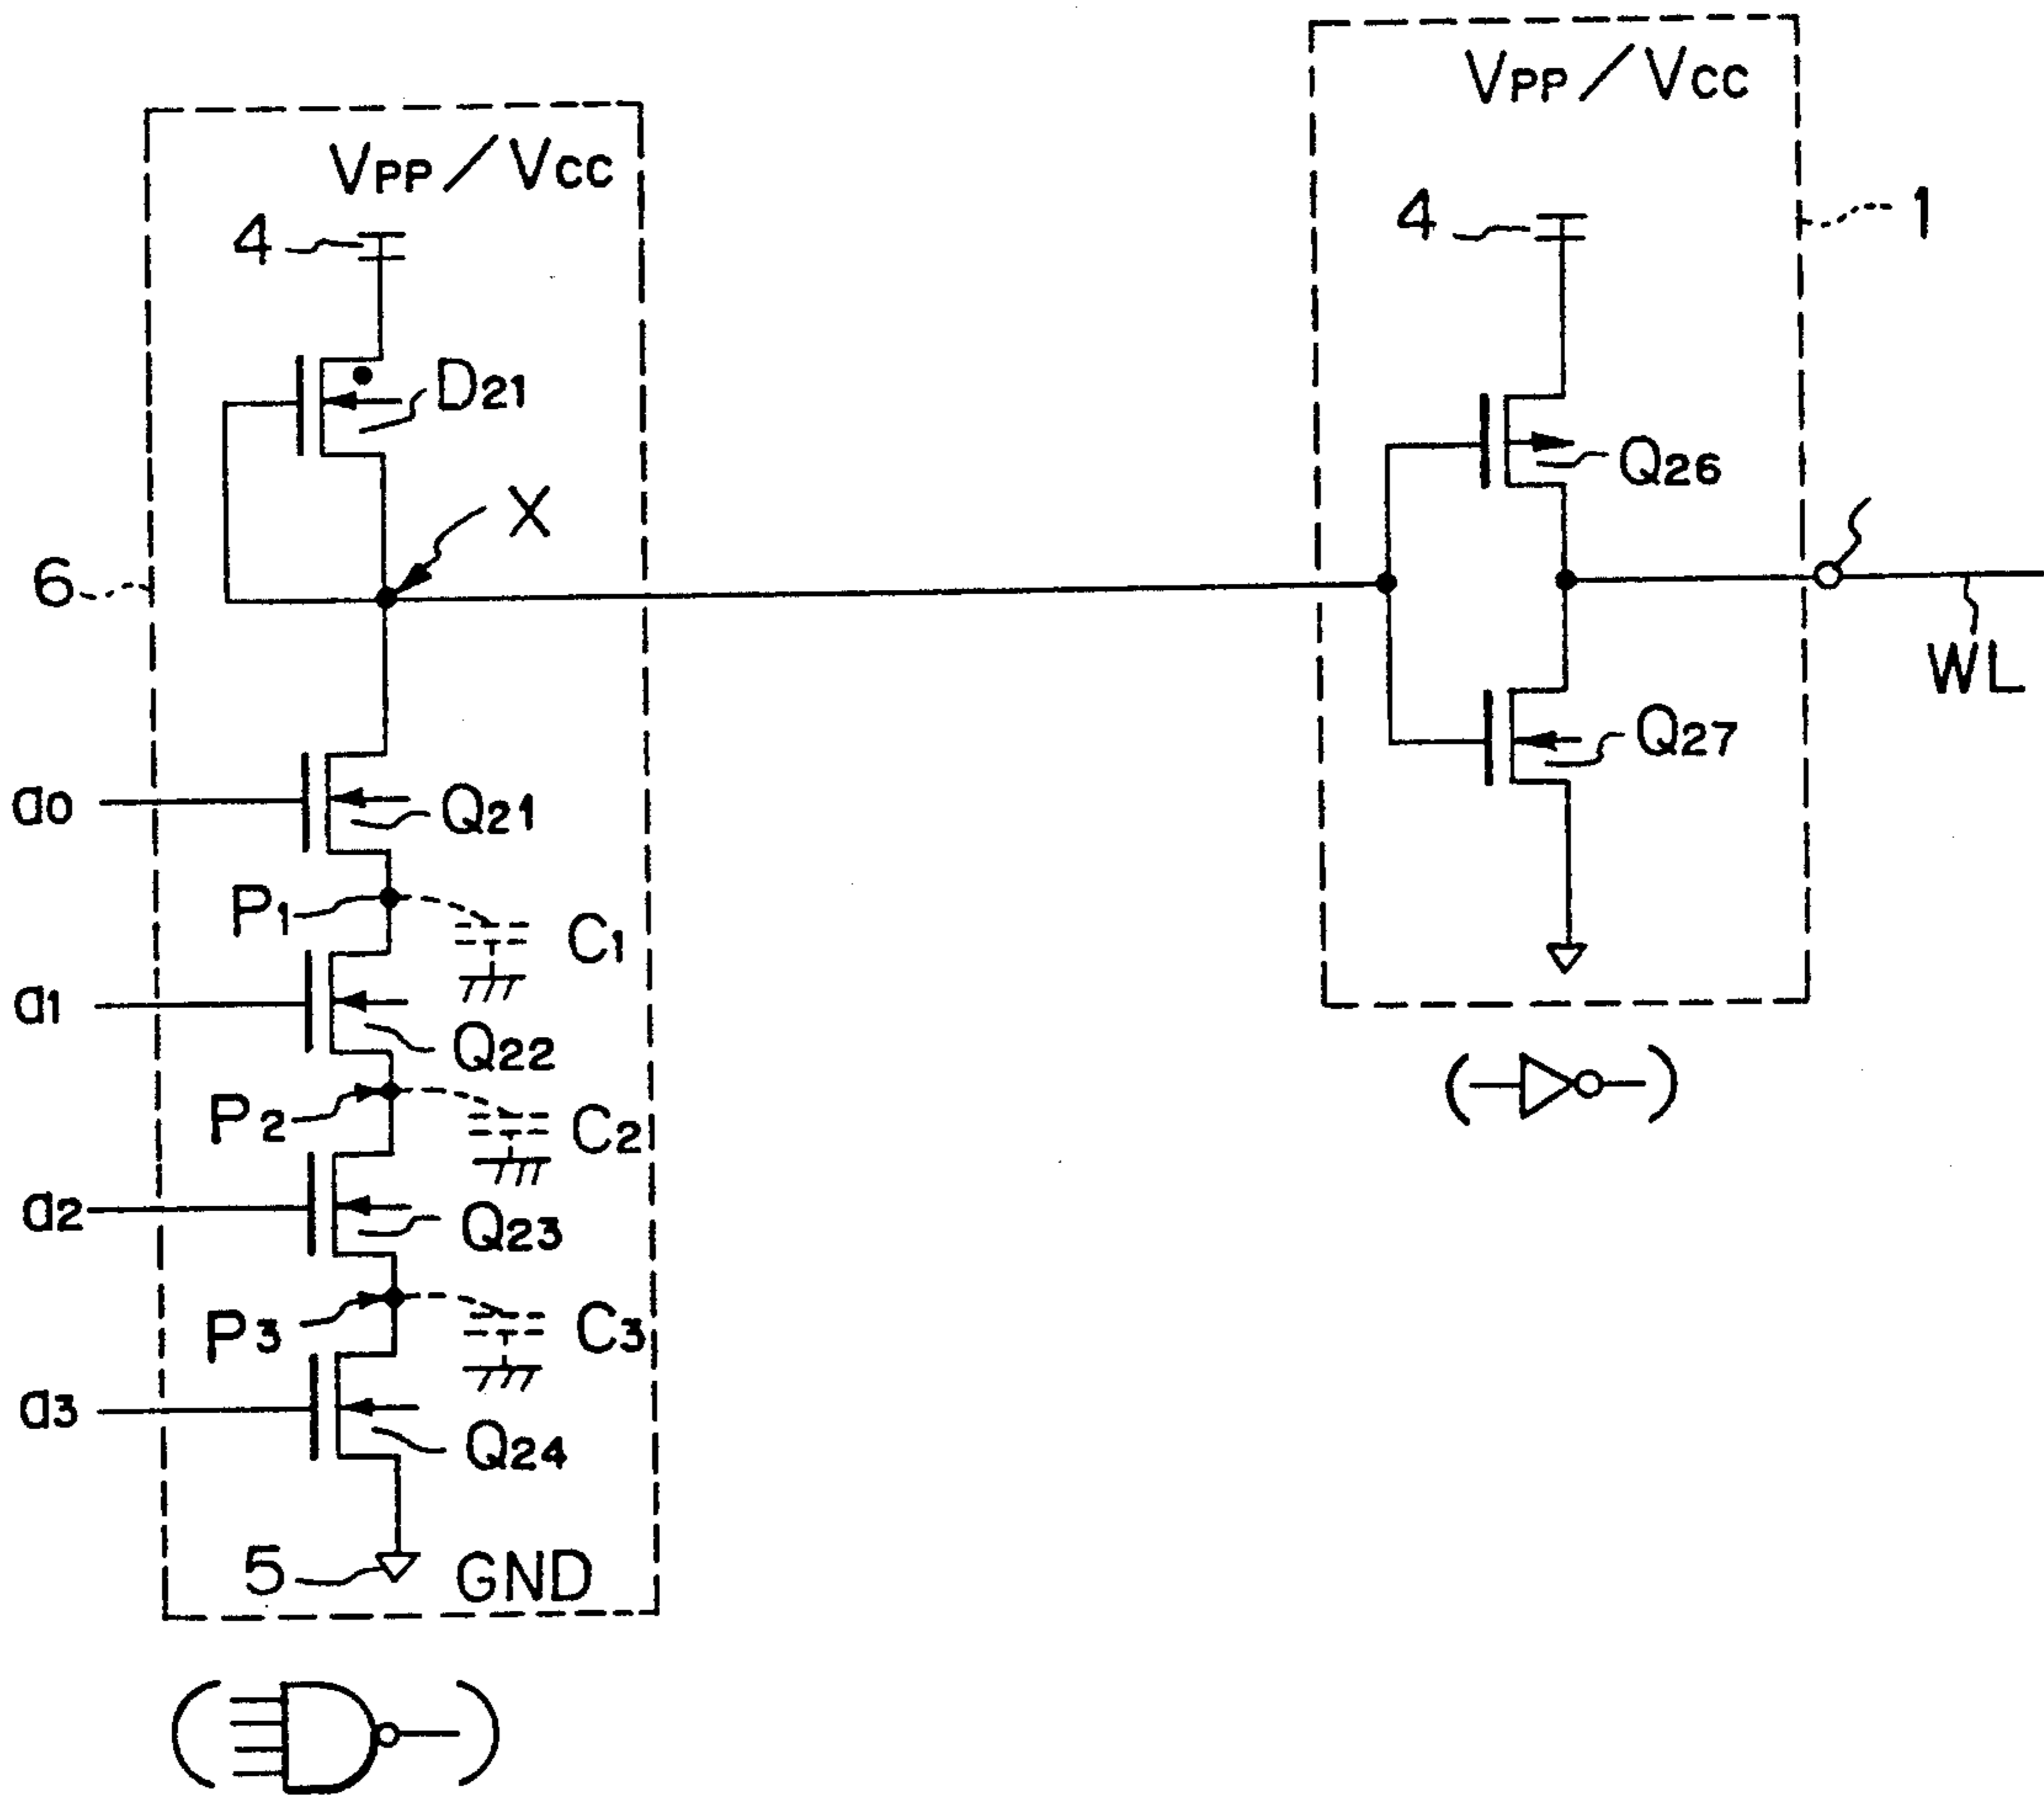 VPP/VCC
VPP/VCC
4
4
1
D21
Q26
X
6
WL
Q27
a0
Q21
P1
C1
a1
Q22
P2
C2
a2
Q23
P3
C3
a3
Q24
5
GND